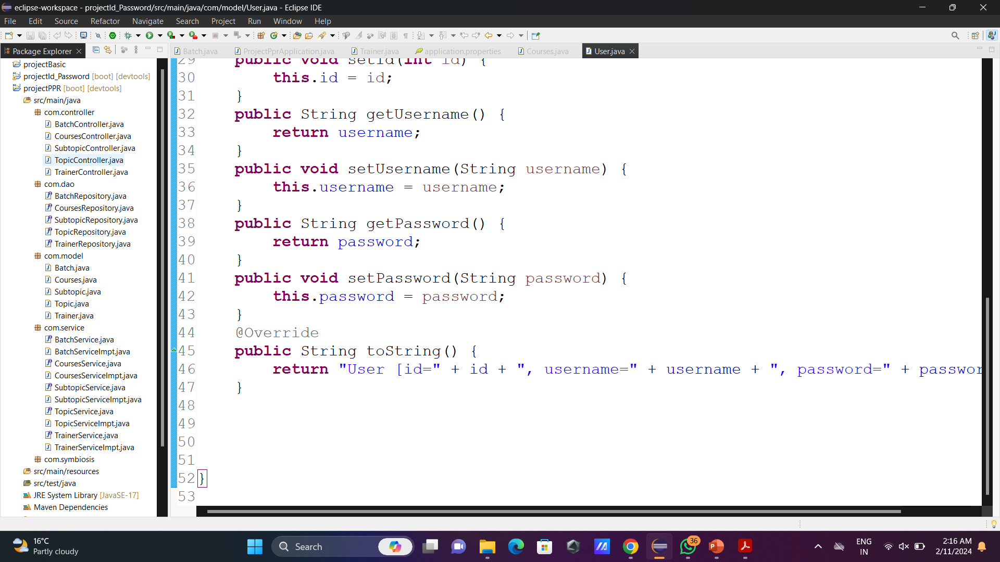 eclipse-workspace - projectId_Password/src/main/java/com/model/User.java - Eclipse IDE
File Edit Source Refactor Navigate Search Project Run Window Help
Package Explorer
Batch.java ProjectPprApplication.java Trainer.java application.properties Courses.java User.java
projectBasic
projectId_Password [boot] [devtools]
projectPPR [boot] [devtools]
src/main/java
com.controller
BatchController.java
CoursesController.java
SubtopicController.java
TopicController.java
TrainerController.java
com.dao
BatchRepository.java
CoursesRepository.java
SubtopicRepository.java
TopicRepository.java
TrainerRepository.java
com.model
Batch.java
Courses.java
Subtopic.java
Topic.java
Trainer.java
com.service
BatchService.java
BatchServiceImpt.java
CoursesService.java
CoursesServiceImpt.java
SubtopicService.java
SubtopicServiceImpt.java
TopicService.java
TopicServiceImpt.java
TrainerService.java
TrainerServiceImpt.java
com.symbiosis
src/main/resources
src/test/java
JRE System Library [JavaSE-17]
Maven Dependencies
29 public void setId(int id) {
30 this.id = id;
31 }
32 public String getUsername() {
33 return username;
34 }
35 public void setUsername(String username) {
36 this.username = username;
37 }
38 public String getPassword() {
39 return password;
40 }
41 public void setPassword(String password) {
42 this.password = password;
43 }
44 @Override
45 public String toString() {
46 return "User [id=" + id + ", username=" + username + ", password=" + passwor
47 }
48
49
50
51
52 }
53
16°C
Partly cloudy
Search
36
ENG
IN
2:16 AM
2/11/2024